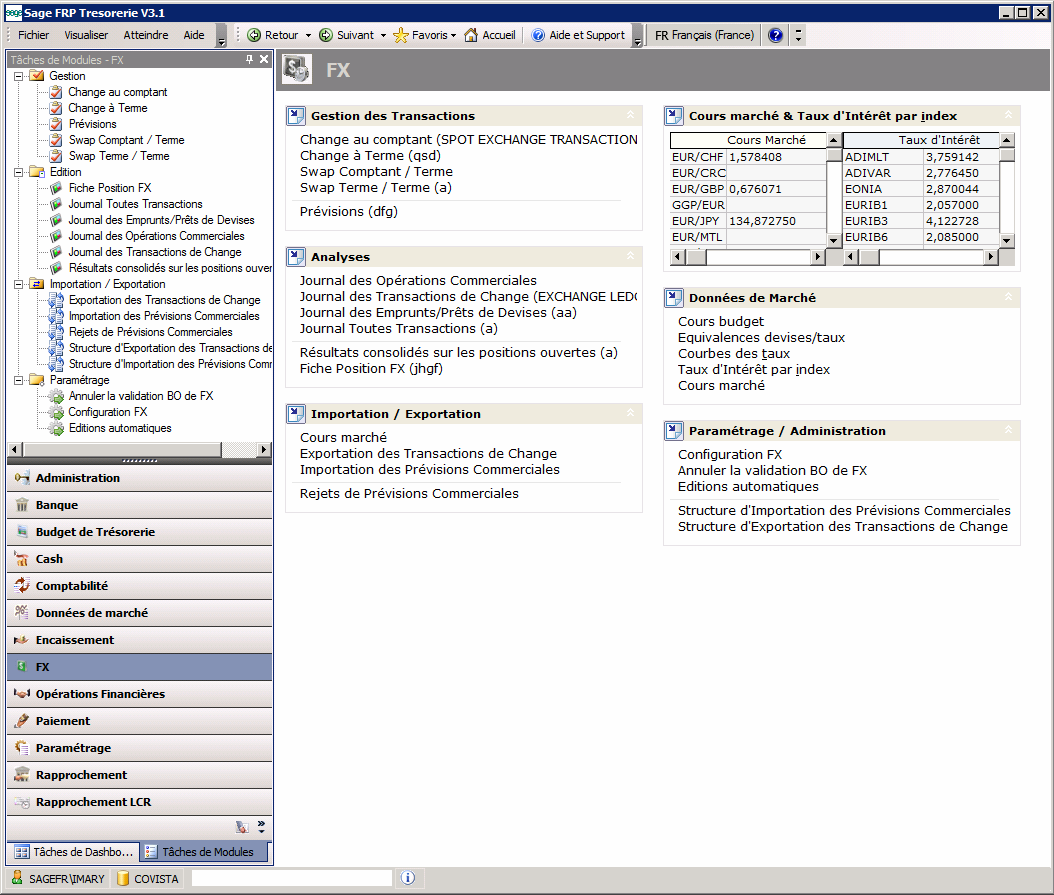 sage Sage FRP Tresorerie V3.1
Fichier Visualiser Atteindre Aide Retour Suivant Favoris Accueil Aide et Support FR Français (France)
Tâches de Modules - FX
Gestion
Change au comptant
Change à Terme
Prévisions
Swap Comptant / Terme
Swap Terme / Terme
Edition
Fiche Position FX
Journal Toutes Transactions
Journal des Emprunts/Prêts de Devises
Journal des Opérations Commerciales
Journal des Transactions de Change
Résultats consolidés sur les positions ouver
Importation / Exportation
Exportation des Transactions de Change
Importation des Prévisions Commerciales
Rejets de Prévisions Commerciales
Structure d'Exportation des Transactions de
Structure d'Importation des Prévisions Comm
Paramétrage
Annuler la validation BO de FX
Configuration FX
Editions automatiques
Administration
Banque
Budget de Trésorerie
Cash
Comptabilité
Données de marché
Encaissement
FX
Opérations Financières
Paiement
Paramétrage
Rapprochement
Rapprochement LCR
Tâches de Dashbo... Tâches de Modules
FX
Gestion des Transactions
Change au comptant (SPOT EXCHANGE TRANSACTION
Change à Terme (qsd)
Swap Comptant / Terme
Swap Terme / Terme (a)
Prévisions (dfg)
Analyses
Journal des Opérations Commerciales
Journal des Transactions de Change (EXCHANGE LEDG
Journal des Emprunts/Prêts de Devises (aa)
Journal Toutes Transactions (a)
Résultats consolidés sur les positions ouvertes (a)
Fiche Position FX (jhgf)
Importation / Exportation
Cours marché
Exportation des Transactions de Change
Importation des Prévisions Commerciales
Rejets de Prévisions Commerciales
Cours marché & Taux d'Intérêt par index
Cours Marché Taux d'Intérêt
EUR/CHF 1,578408 ADIMLT 3,759142
EUR/CRC ADIVAR 2,776450
EUR/GBP 0,676071 EONIA 2,870044
GGP/EUR EURIB1 2,057000
EUR/JPY 134,872750 EURIB3 4,122728
EUR/MTL EURIB6 2,085000
Données de Marché
Cours budget
Equivalences devises/taux
Courbes des taux
Taux d'Intérêt par index
Cours marché
Paramétrage / Administration
Configuration FX
Annuler la validation BO de FX
Editions automatiques
Structure d'Importation des Prévisions Commerciales
Structure d'Exportation des Transactions de Change
SAGEFR\IMARY COVISTA